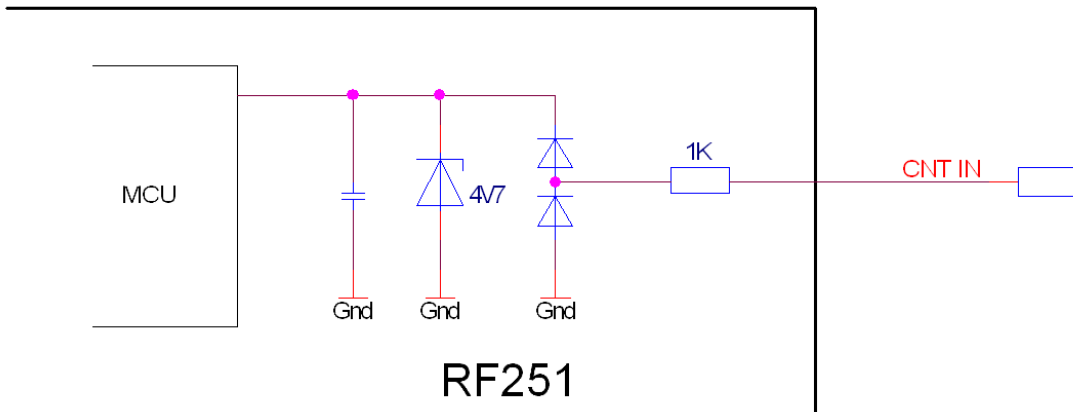 1K
CNT IN
MCU
4V7
Gnd
Gnd
Gnd
RF251